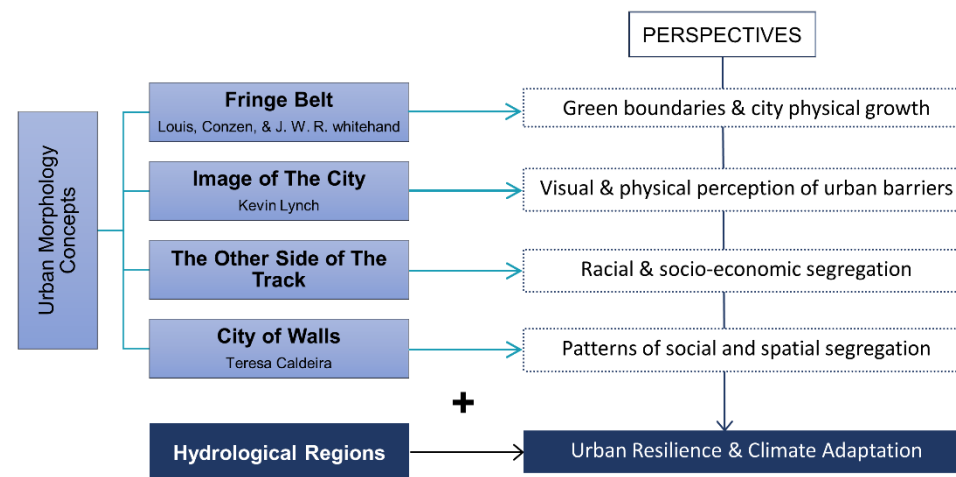 PERSPECTIVES
Urban Morphology
Concepts
Fringe Belt
Louis, Conzen, & J. W. R. whitehand
Green boundaries & city physical growth
Image of The City
Kevin Lynch
Visual & physical perception of urban barriers
The Other Side of The
Track
Racial & socio-economic segregation
City of Walls
Teresa Caldeira
Patterns of social and spatial segregation
+
Hydrological Regions
Urban Resilience & Climate Adaptation